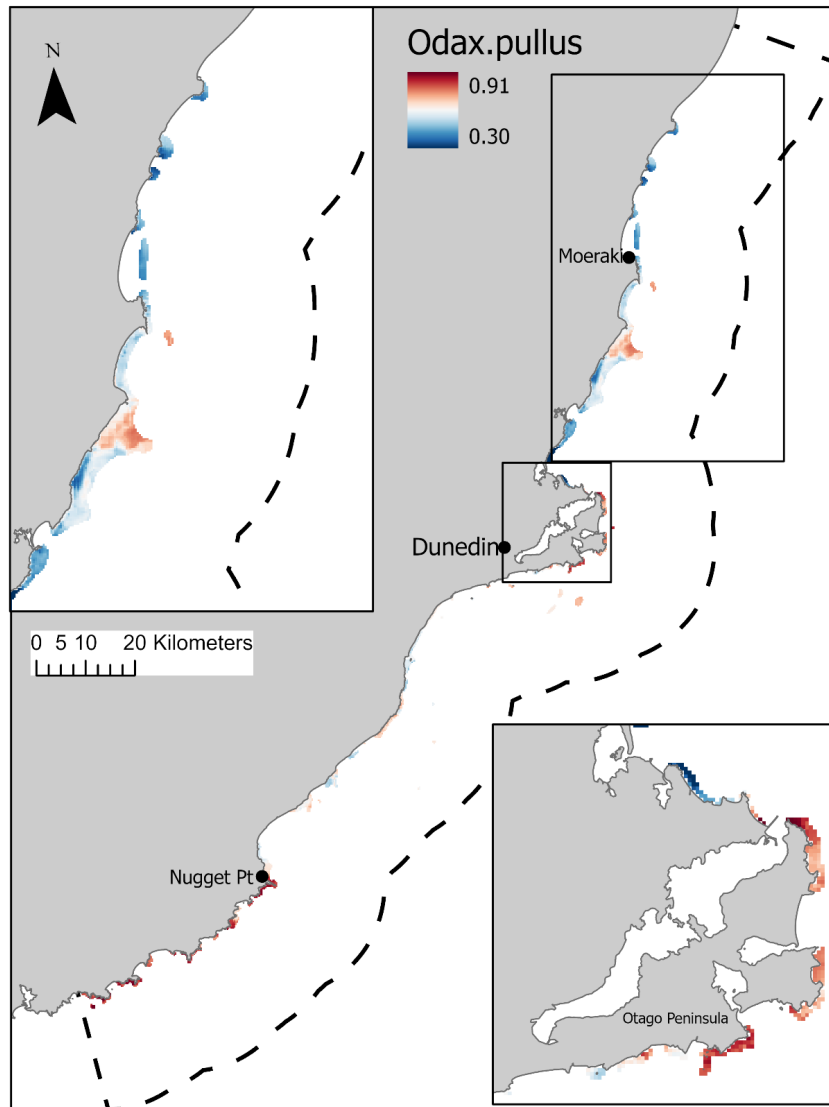 Odax.pullus
N
0.91
0.30
Moeraki
Dunedin
0 5 10 20 Kilometers
Nugget Pt
Otago Peninsula